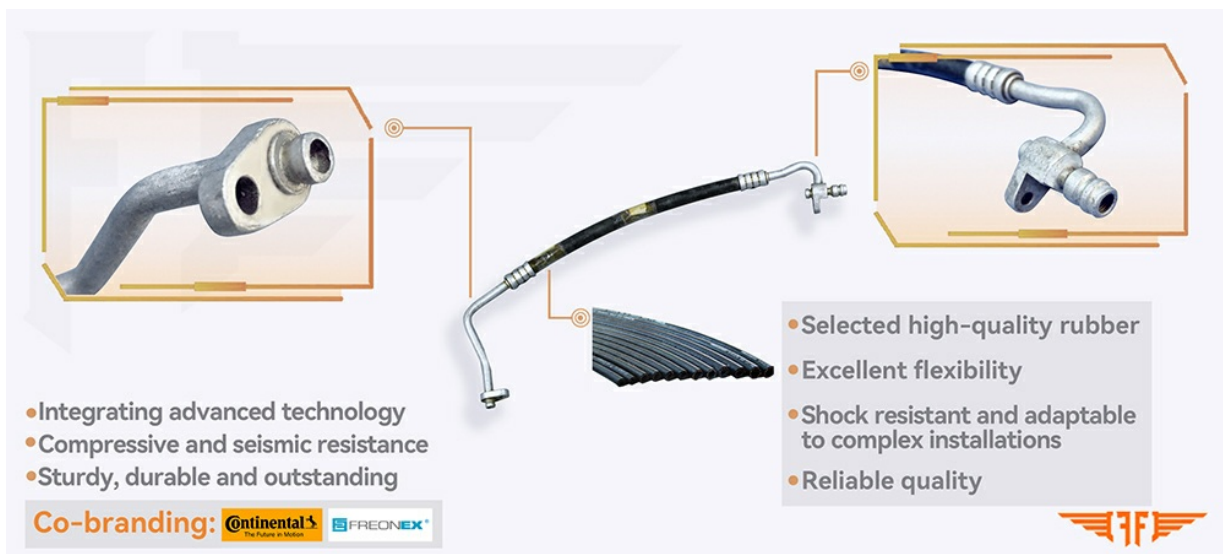 •Integrating advanced technology
•Compressive and seismic resistance
•Sturdy, durable and outstanding
Co-branding: Continental The Future in Motion FREONEX®
•Selected high-quality rubber
•Excellent flexibility
•Shock resistant and adaptable
to complex installations
•Reliable quality